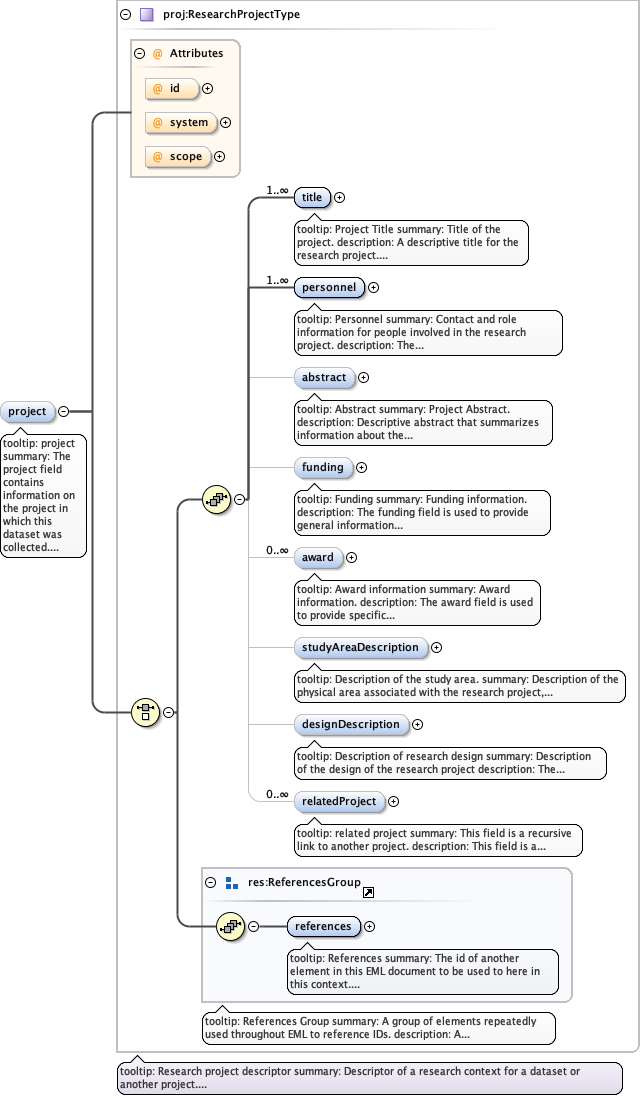 proj:ResearchProjectType
@ Attributes
@ id
@ system
@ scope
1..∞
title
tooltip: Project Title summary: Title of the
project. description: A descriptive title for the
research project....
1..∞
personnel
tooltip: Personnel summary: Contact and role
information for people involved in the research
project. description: The...
abstract
tooltip: Abstract summary: Project Abstract.
description: Descriptive abstract that summarizes
information about the...
project
tooltip: project
summary: The
project field
contains
information on
the project in
which this
dataset was
collected....
funding
tooltip: Funding summary: Funding information.
description: The funding field is used to provide
general information...
0..∞
award
tooltip: Award information summary: Award
information. description: The award field is used
to provide specific...
studyAreaDescription
tooltip: Description of the study area. summary: Description of the
physical area associated with the research project,...
designDescription
tooltip: Description of research design summary: Description
of the design of the research project description: The...
0..∞
relatedProject
tooltip: related project summary: This field is a recursive
link to another project. description: This field is a...
res:ReferencesGroup
references
tooltip: References summary: The id of another
element in this EML document to be used to here in
this context....
tooltip: References Group summary: A group of elements repeatedly
used throughout EML to reference IDs. description: A...
tooltip: Research project descriptor summary: Descriptor of a research context for a dataset or
another project....